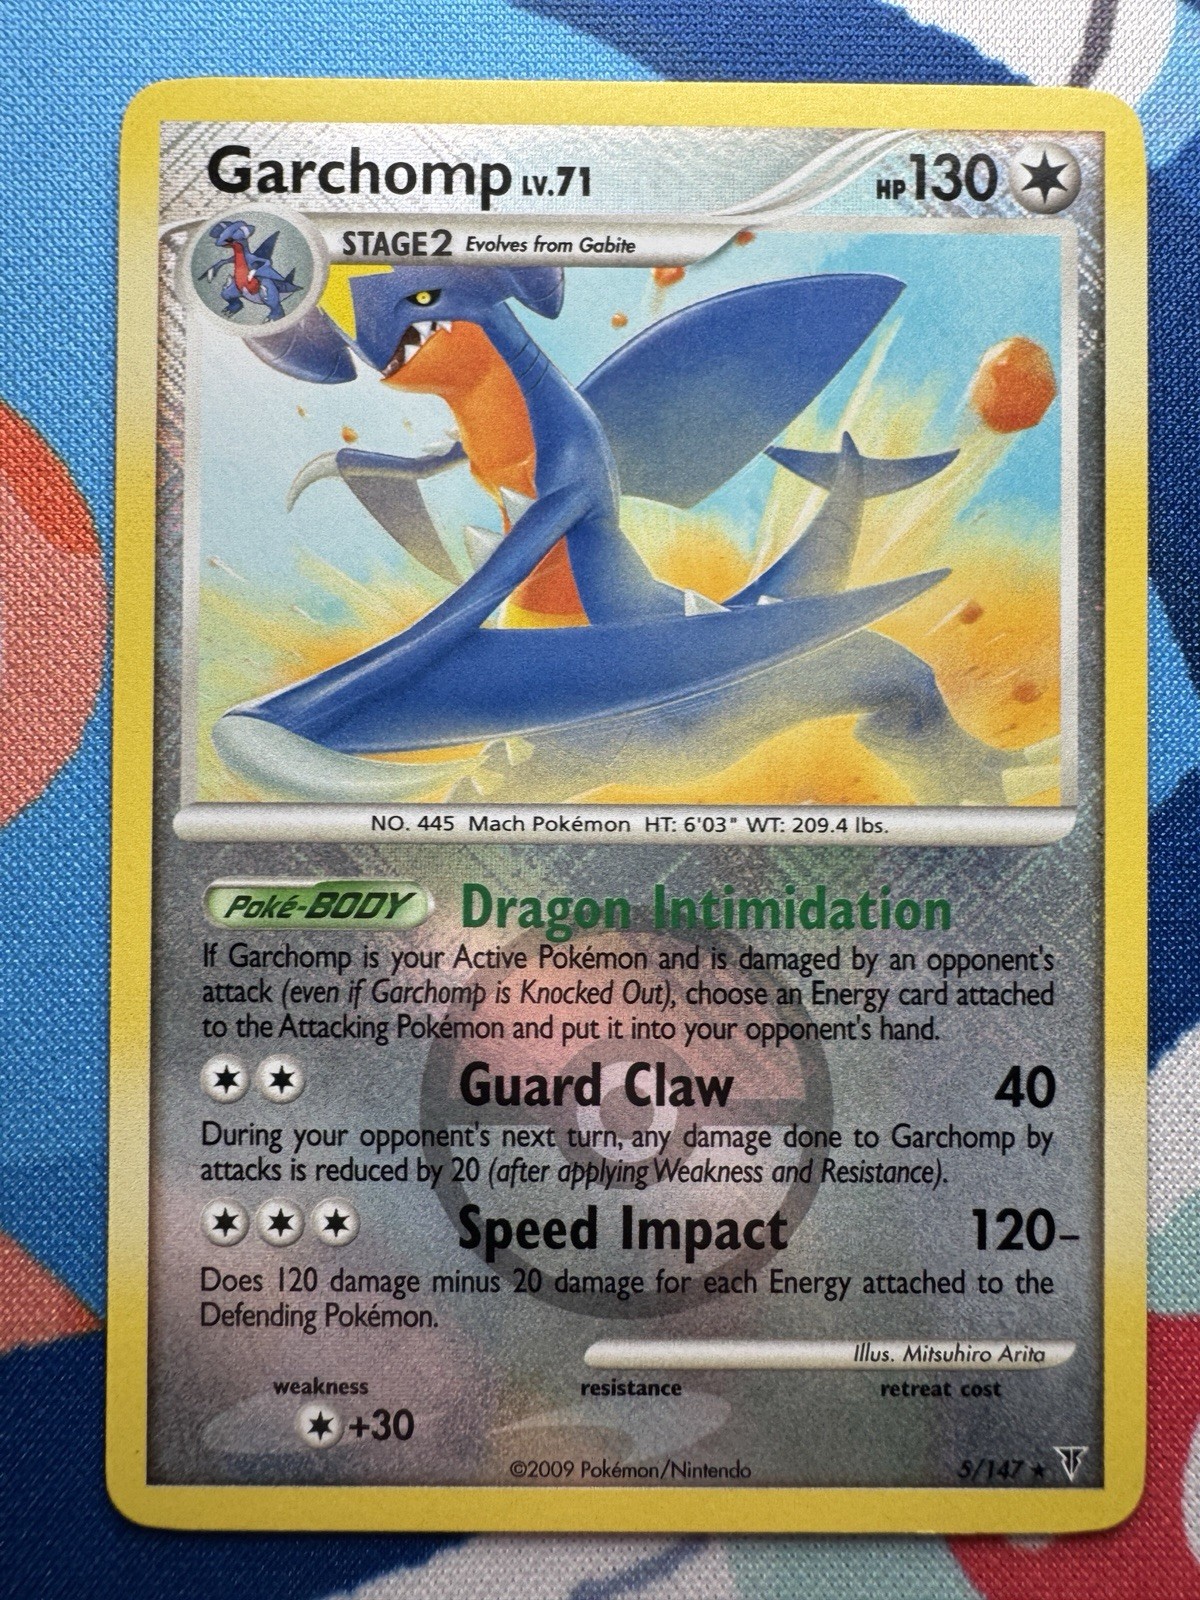 Garchomp LV.71 HP 130
STAGE2 Evolves from Gabite
NO. 445 Mach Pokémon HT: 6'03" WT: 209.4 lbs.
Poké-BODY Dragon Intimidation
If Garchomp is your Active Pokémon and is damaged by an opponent's
attack (even if Garchomp is Knocked Out), choose an Energy card attached
to the Attacking Pokémon and put it into your opponent's hand.
Guard Claw 40
During your opponent's next turn, any damage done to Garchomp by
attacks is reduced by 20 (after applying Weakness and Resistance).
Speed Impact 120–
Does 120 damage minus 20 damage for each Energy attached to the
Defending Pokémon.
Illus. Mitsuhiro Arita
weakness resistance retreat cost
+30
©2009 Pokémon/Nintendo 5/147 ★